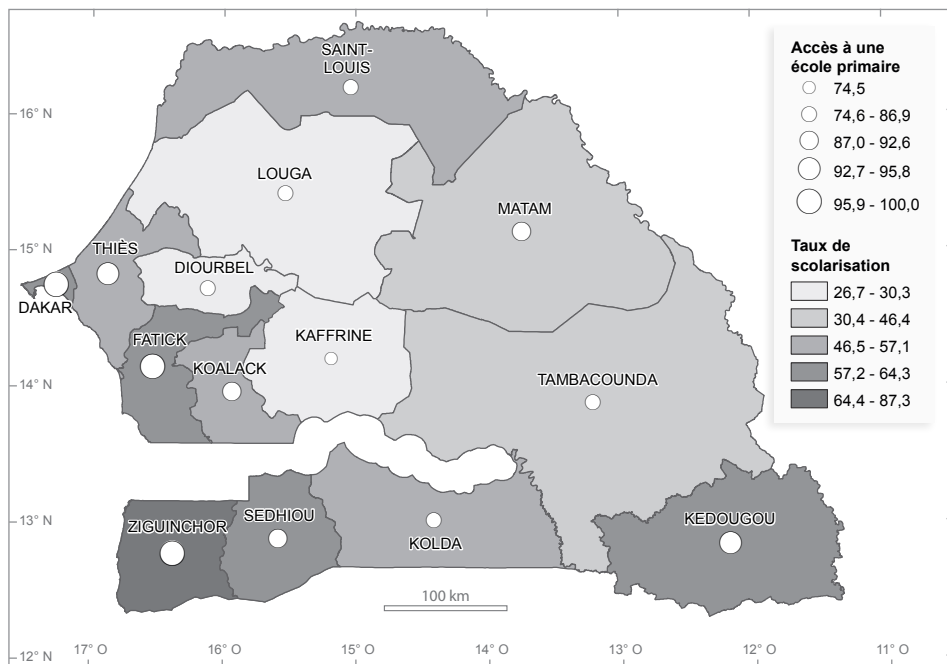 Accès à une
école primaire
74,5
74,6 - 86,9
87,0 - 92,6
92,7 - 95,8
95,9 - 100,0
Taux de
scolarisation
26,7 - 30,3
30,4 - 46,4
46,5 - 57,1
57,2 - 64,3
64,4 - 87,3
SAINT-
LOUIS
LOUGA
MATAM
THIÈS
DIOURBEL
DAKAR
FATICK
KAFFRINE
KOALACK
TAMBACOUNDA
ZIGUINCHOR
SEDHIOU
KOLDA
KEDOUGOU
100 km
16° N
15° N
14° N
13° N
12° N
17° O
16° O
15° O
14° O
13° O
12° O
11° O